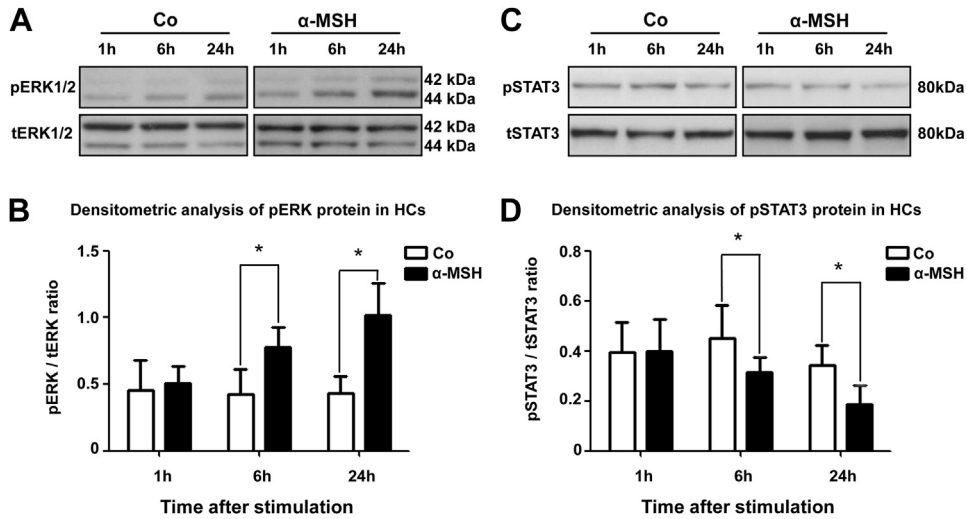 A
Co
α-MSH
1h 6h 24h 1h 6h 24h
pERK1/2
42 kDa
44 kDa
tERK1/2
42 kDa
44 kDa
B
Densitometric analysis of pERK protein in HCs
pERK / tERK ratio
1.5
1.0
0.5
0
* *
Co
α-MSH
1h 6h 24h
Time after stimulation
C
Co
α-MSH
1h 6h 24h 1h 6h 24h
pSTAT3
80kDa
tSTAT3
80kDa
D
Densitometric analysis of pSTAT3 protein in HCs
pSTAT3 / tSTAT3 ratio
0.8
0.6
0.4
0.2
0
* *
Co
α-MSH
1h 6h 24h
Time after stimulation